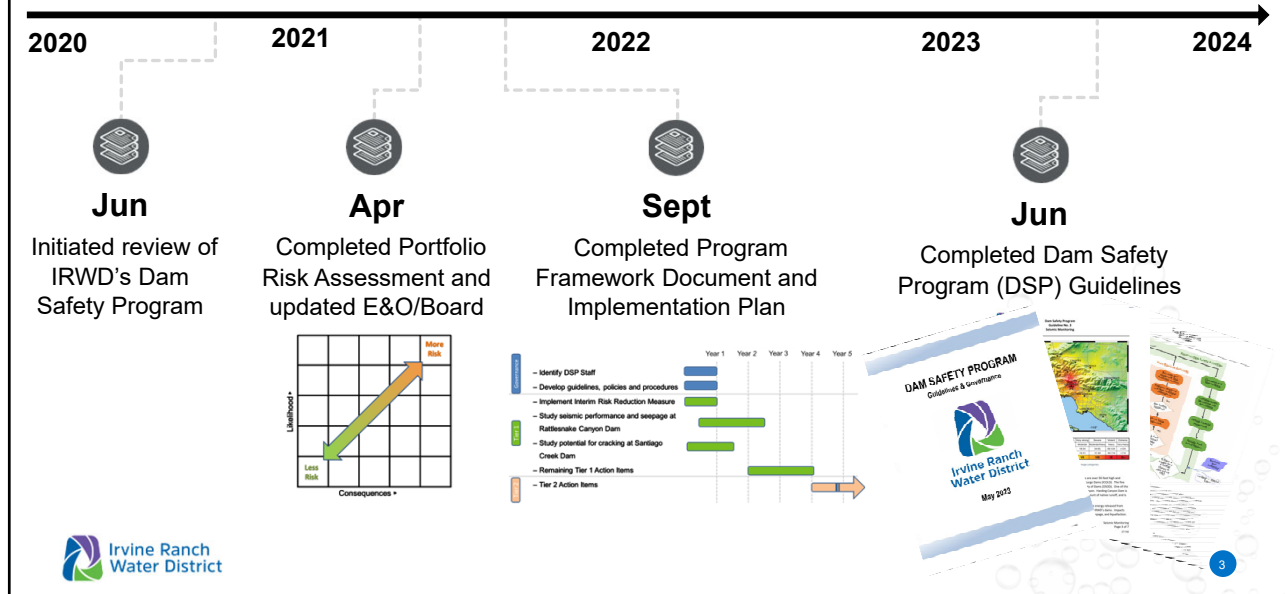 2020
2021
2022
2023
2024
Jun
Initiated review of
IRWD's Dam
Safety Program
Apr
Completed Portfolio
Risk Assessment and
updated E&O/Board
More
Risk
Likelihood
Less
Risk
Consequences
Sept
Completed Program
Framework Document and
Implementation Plan
Year 1 Year 2 Year 3 Year 4 Year 5
Governance
– Identify DSP Staff
– Develop guidelines, policies and procedures
Tier 1
– Implement Interim Risk Reduction Measure
– Study seismic performance and seepage at
Rattlesnake Canyon Dam
– Study potential for cracking at Santiago
Creek Dam
– Remaining Tier 1 Action Items
– Tier 2 Action Items
Jun
Completed Dam Safety
Program (DSP) Guidelines
DAM SAFETY PROGRAM
Guidelines & Governance
Irvine Ranch
Water District
May 2023
Dam Safety Program
Guideline No. 3
Seismic Monitoring
Seismic Monitoring
Irvine Ranch
Water District
3